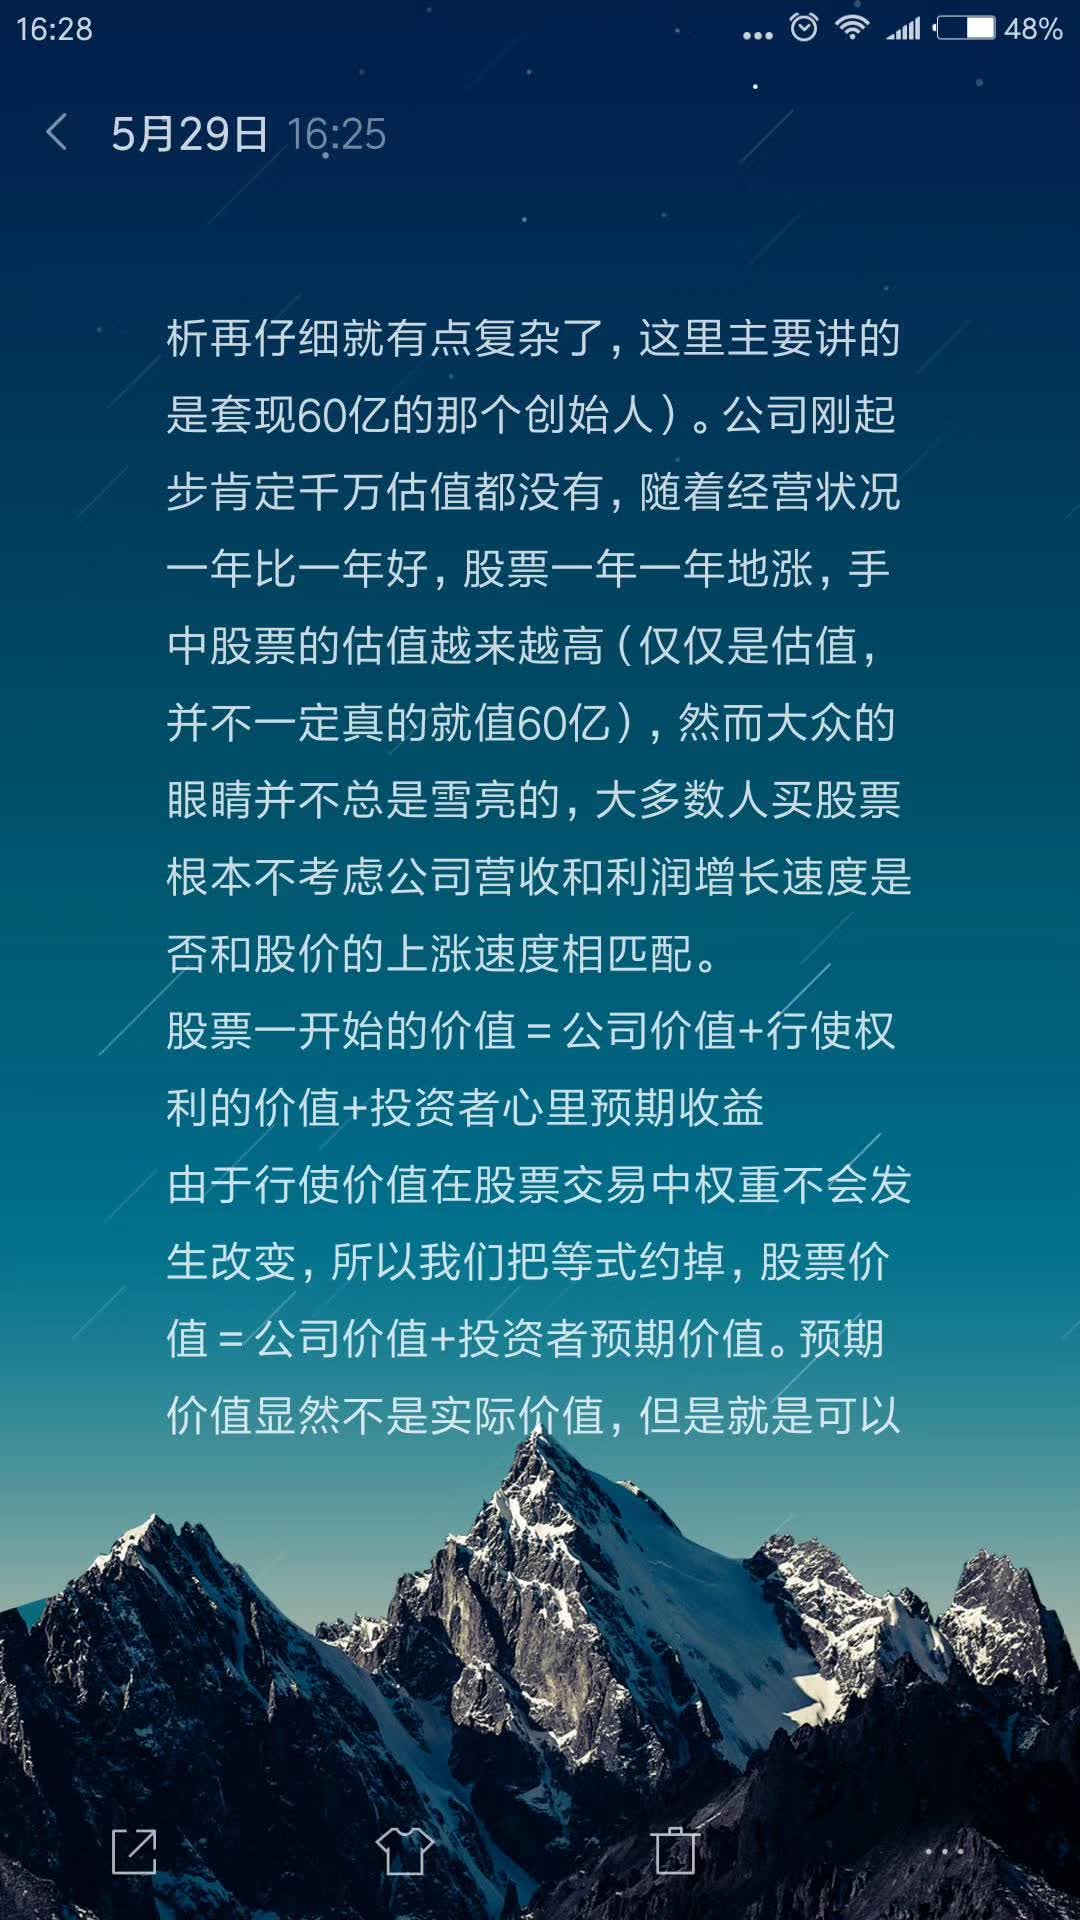 16:28
48%
5月29日 16:25
析再仔细就有点复杂了，这里主要讲的
是套现60亿的那个创始人）。公司刚起
步肯定千万估值都没有，随着经营状况
一年比一年好，股票一年一年地涨，手
中股票的估值越来越高（仅仅是估值，
并不一定真的就值60亿），然而大众的
眼睛并不总是雪亮的，大多数人买股票
根本不考虑公司营收和利润增长速度是
否和股价的上涨速度相匹配。
股票一开始的价值＝公司价值+行使权
利的价值+投资者心里预期收益
由于行使价值在股票交易中权重不会发
生改变，所以我们把等式约掉，股票价
值＝公司价值+投资者预期价值。预期
价值显然不是实际价值，但是就是可以